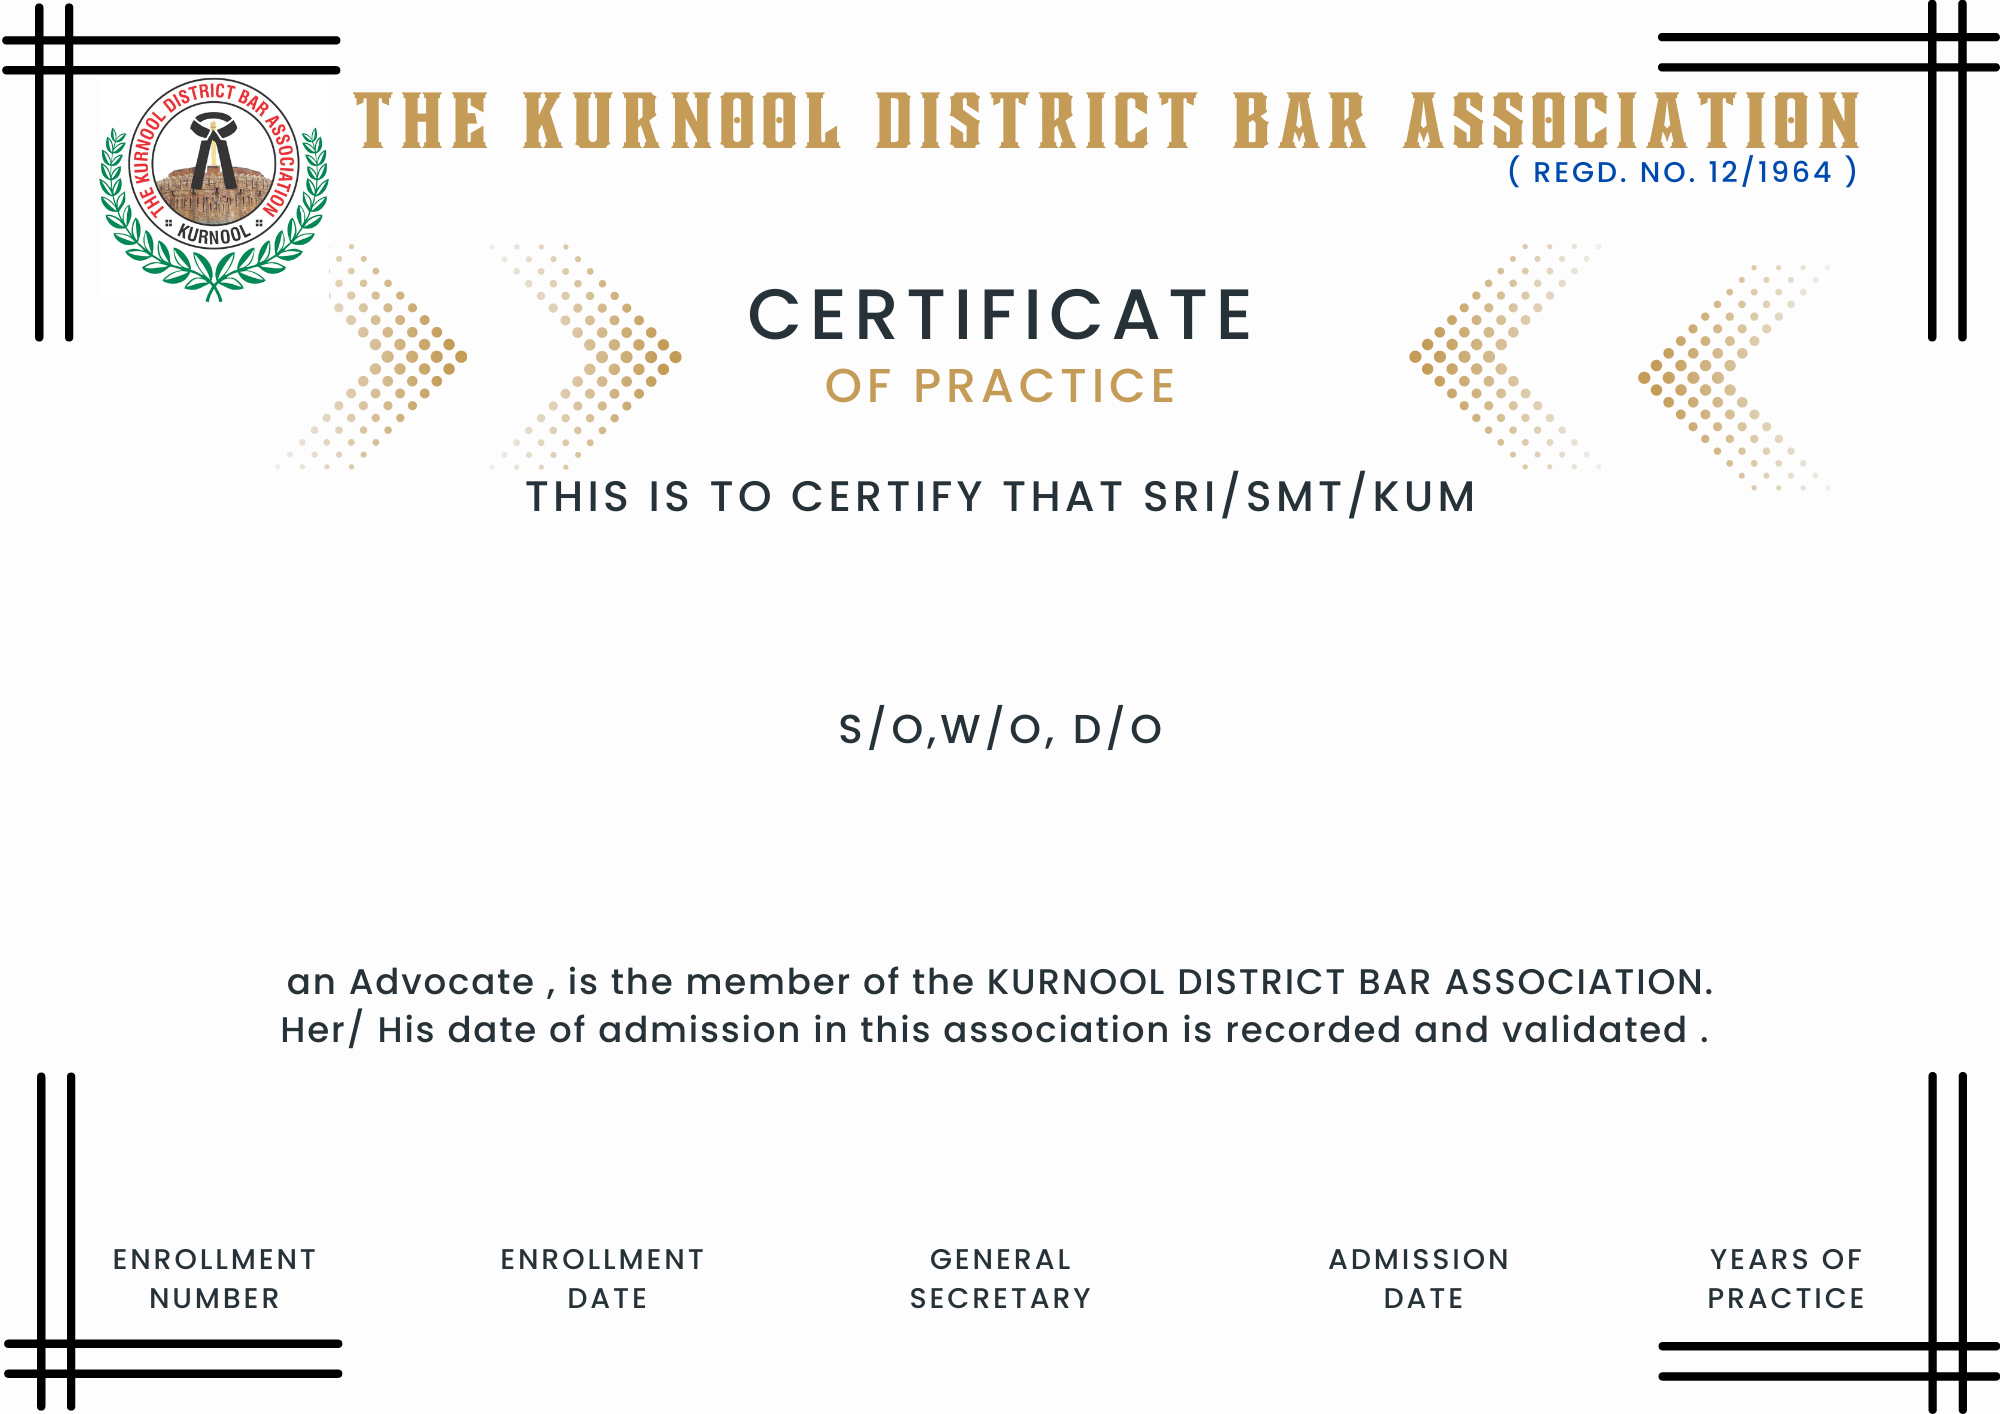 THE KURNOOL DISTRICT BAR ASSOCIATION
KURNOOL
THE KURNOOL DISTRICT BAR ASSOCIATION
( REGD. NO. 12/1964 )
CERTIFICATE
OF PRACTICE
THIS IS TO CERTIFY THAT SRI/SMT/KUM
S/O,W/O, D/O
an Advocate , is the member of the KURNOOL DISTRICT BAR ASSOCIATION.
Her/ His date of admission in this association is recorded and validated .
ENROLLMENT
NUMBER
ENROLLMENT
DATE
GENERAL
SECRETARY
ADMISSION
DATE
YEARS OF
PRACTICE